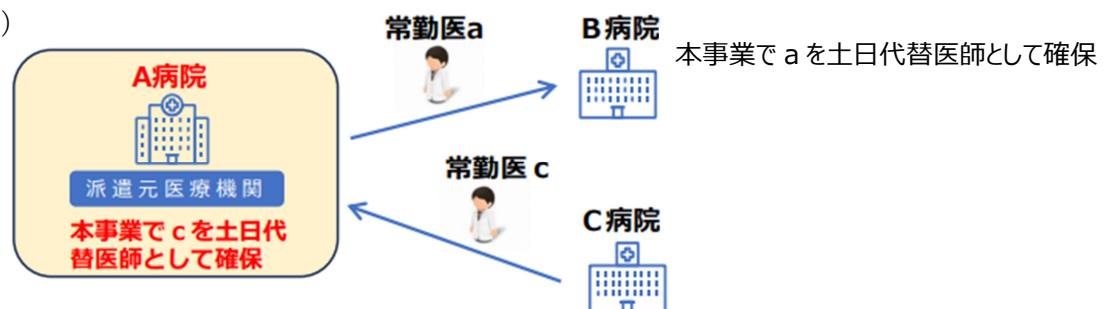 ）
常勤医a
B病院
本事業でａを土日代替医師として確保
A病院
派遣元医療機関
本事業でｃを土日代
替医師として確保
常勤医ｃ
C病院